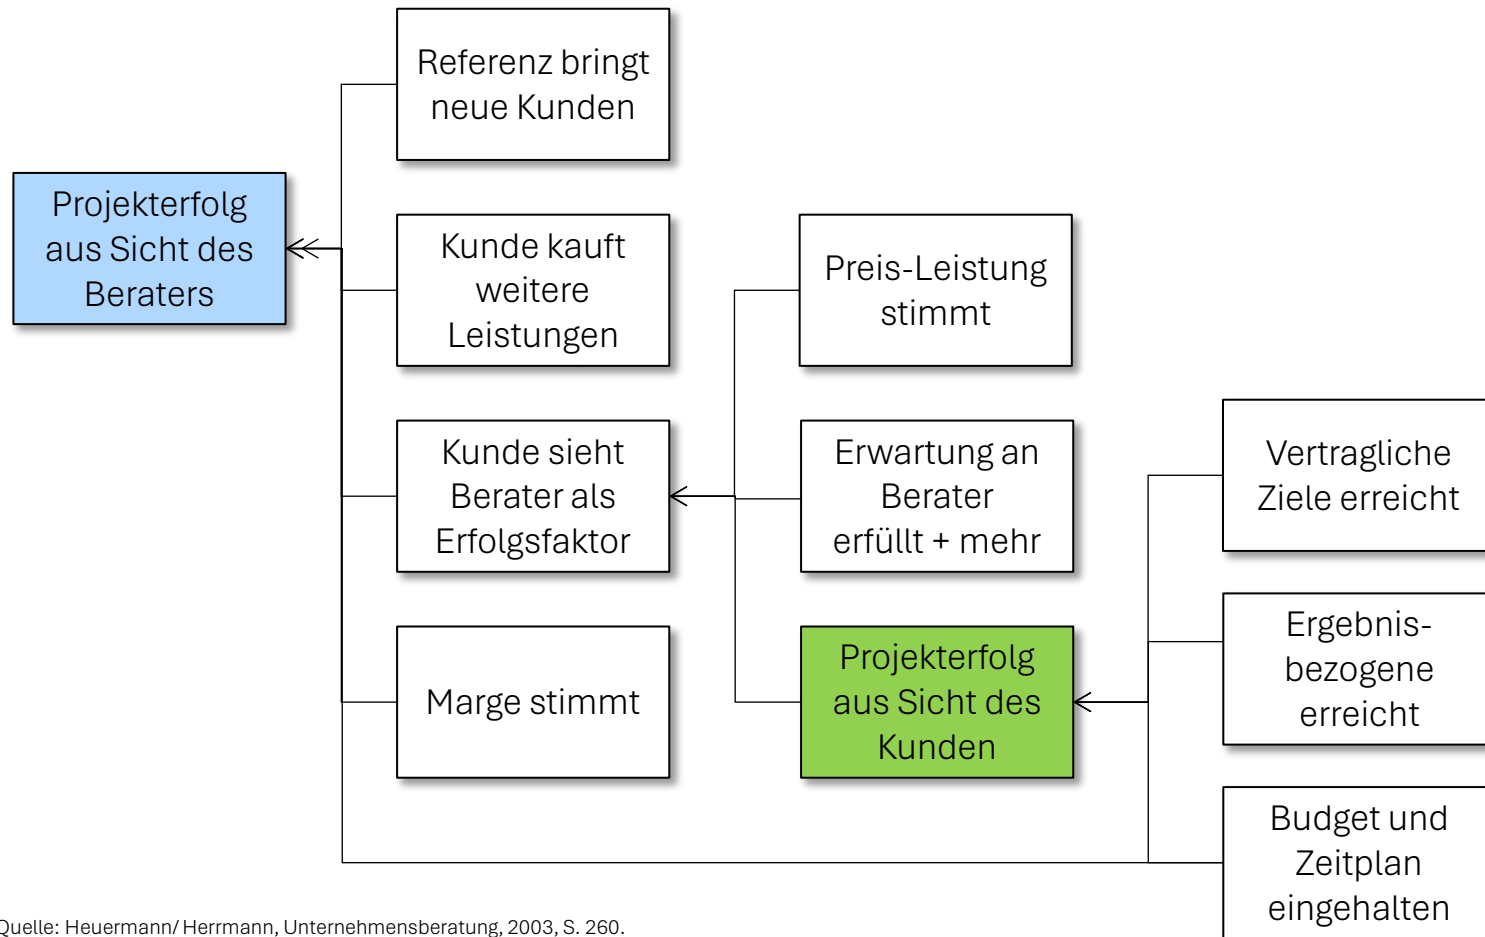 Referenz bringt
neue Kunden
Projekterfolg
aus Sicht des
Beraters
Kunde kauft
weitere
Leistungen
Preis-Leistung
stimmt
Kunde sieht
Berater als
Erfolgsfaktor
Erwartung an
Berater
erfüllt + mehr
Vertragliche
Ziele erreicht
Marge stimmt
Projekterfolg
aus Sicht des
Kunden
Ergebnis-
bezogene
erreicht
Budget und
Zeitplan
eingehalten
Quelle: Heuermann/Herrmann, Unternehmensberatung, 2003, S. 260.